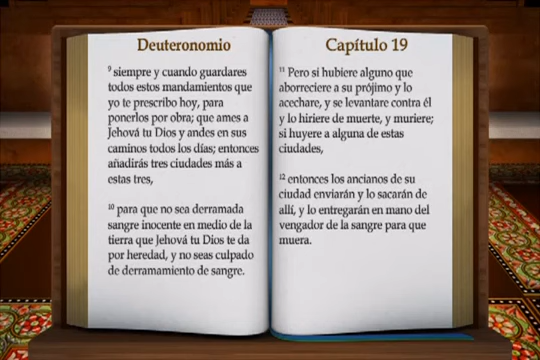 Deuteronomio
⁹ siempre y cuando guardares
todos estos mandamientos que
yo te prescribo hoy, para
ponerlos por obra; que ames a
Jehová tu Dios y andes en sus
caminos todos los días; entonces
añadirás tres ciudades más a
estas tres,
¹⁰ para que no sea derramada
sangre inocente en medio de la
tierra que Jehová tu Dios te da
por heredad, y no seas culpado
de derramamiento de sangre.
Capítulo 19
¹¹ Pero si hubiere alguno que
aborreciere a su prójimo y lo
acechare, y se levantare contra él
y lo hiriere de muerte, y muriere;
si huyere a alguna de estas
ciudades,
¹² entonces los ancianos de su
ciudad enviarán y lo sacarán de
allí, y lo entregarán en mano del
vengador de la sangre para que
muera.